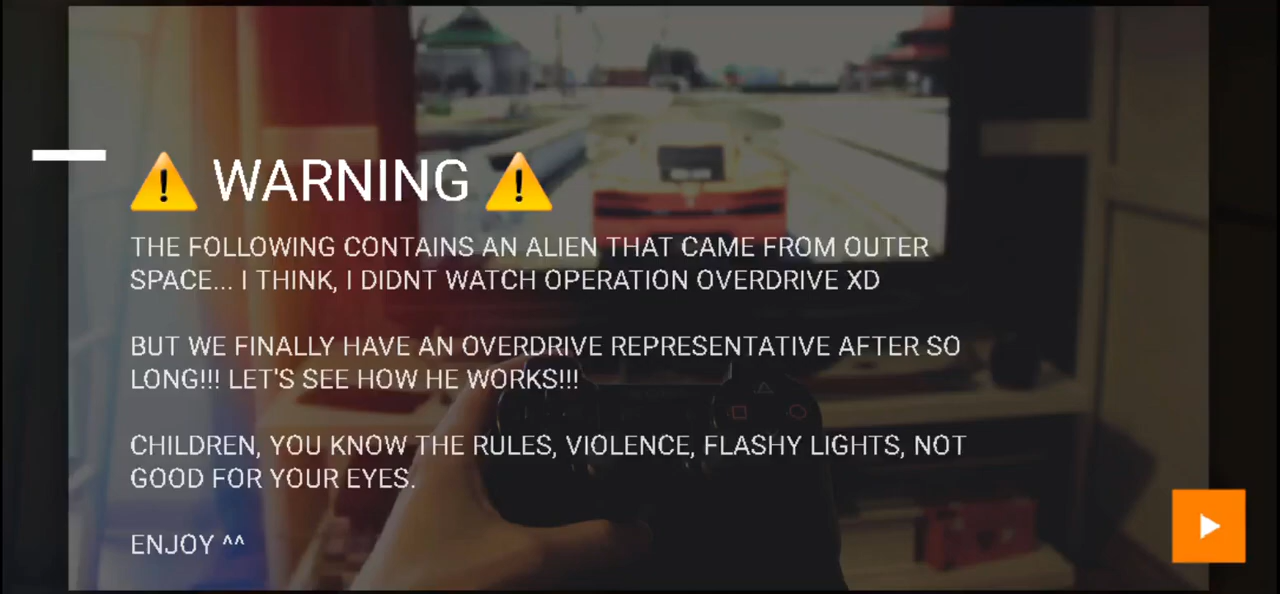 ⚠️ WARNING ⚠️
THE FOLLOWING CONTAINS AN ALIEN THAT CAME FROM OUTER
SPACE... I THINK, I DIDNT WATCH OPERATION OVERDRIVE XD
BUT WE FINALLY HAVE AN OVERDRIVE REPRESENTATIVE AFTER SO
LONG!!! LET'S SEE HOW HE WORKS!!!
CHILDREN, YOU KNOW THE RULES, VIOLENCE, FLASHY LIGHTS, NOT
GOOD FOR YOUR EYES.
ENJOY ^^